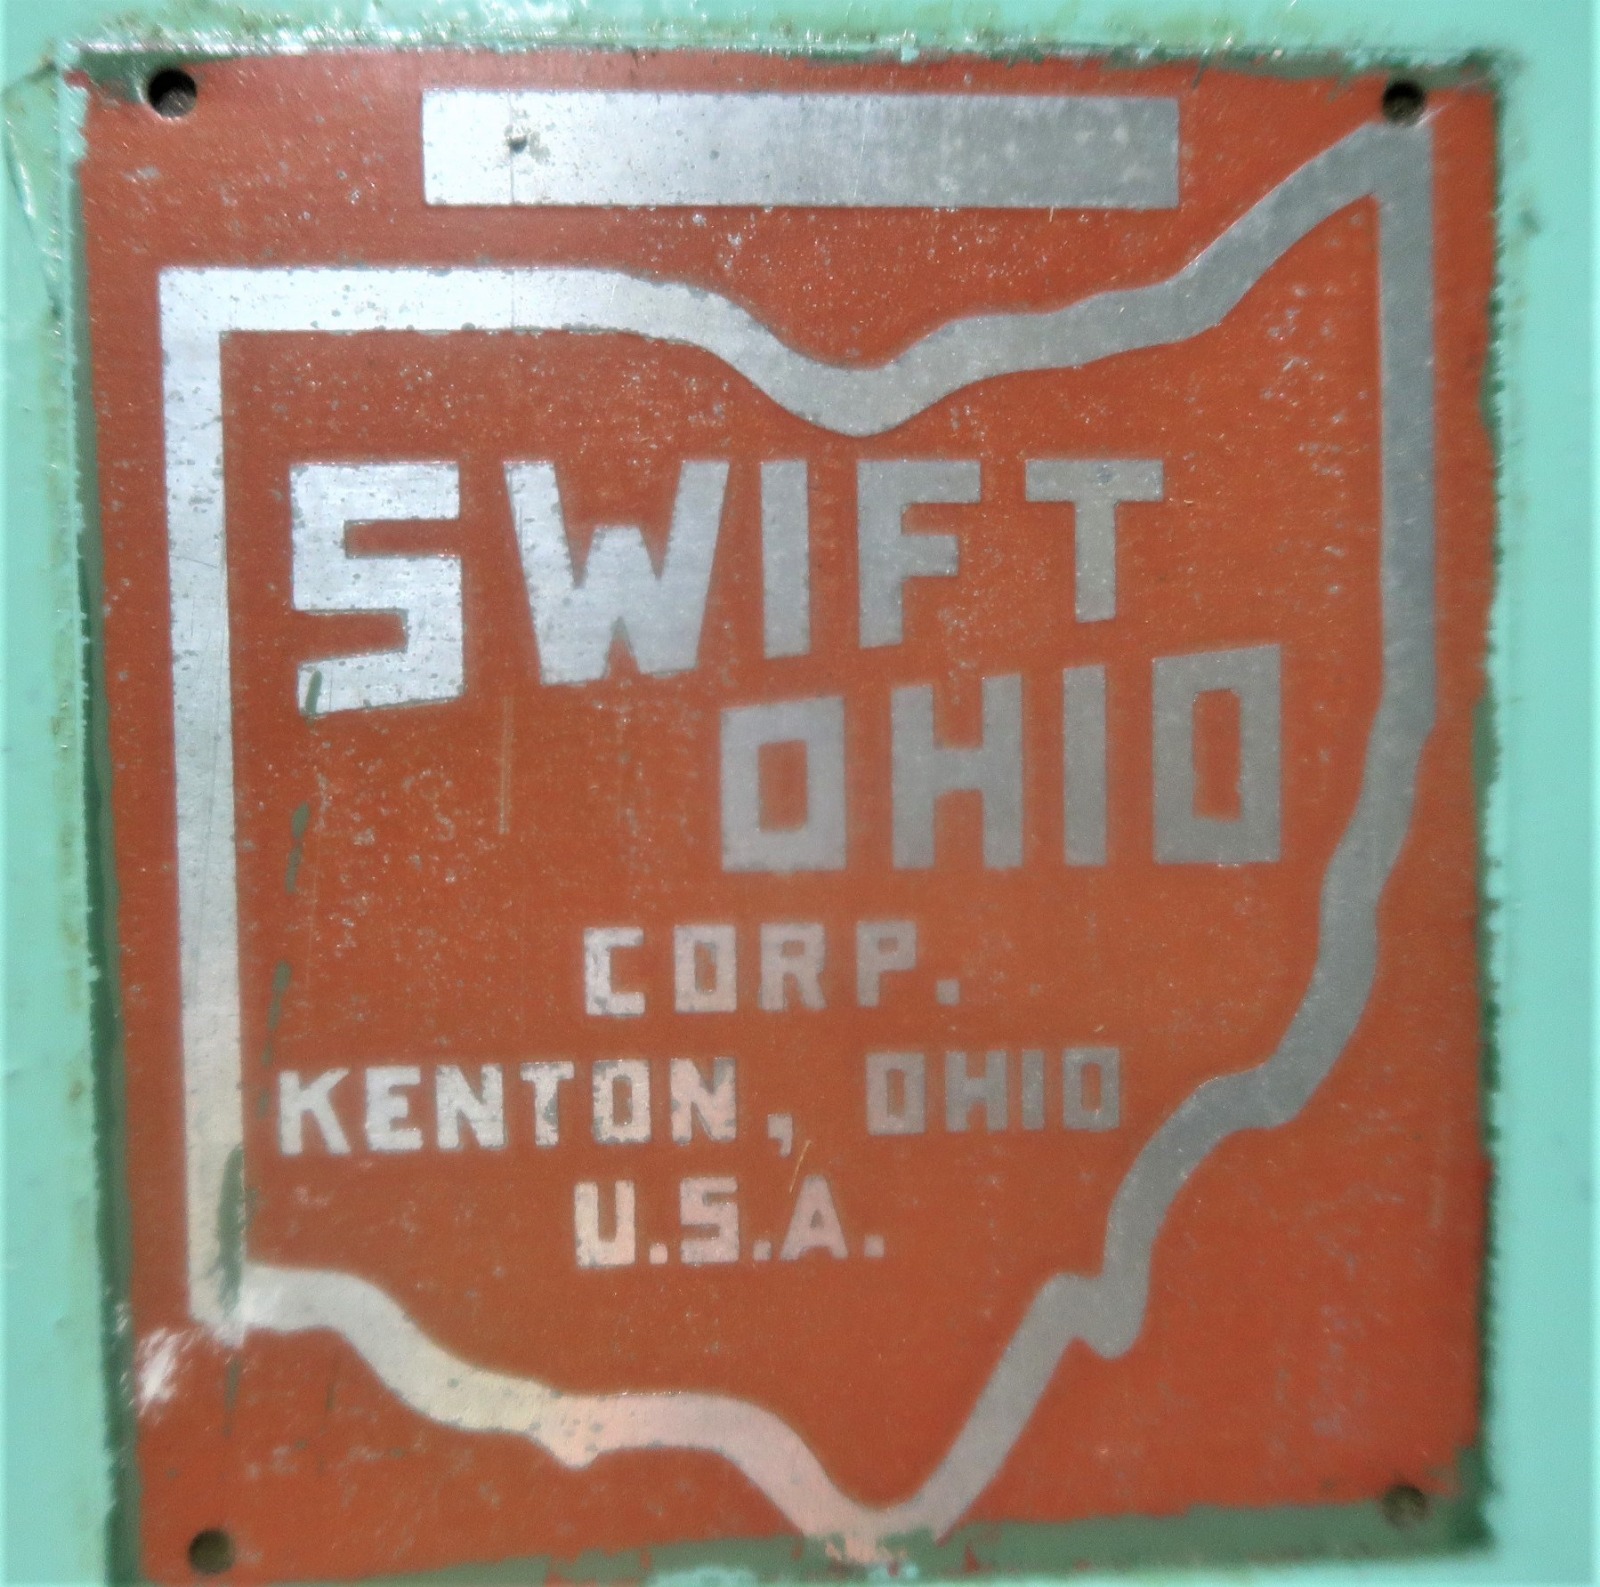 SWIFT
OHIO
CORP.
KENTON, OHIO
U.S.A.